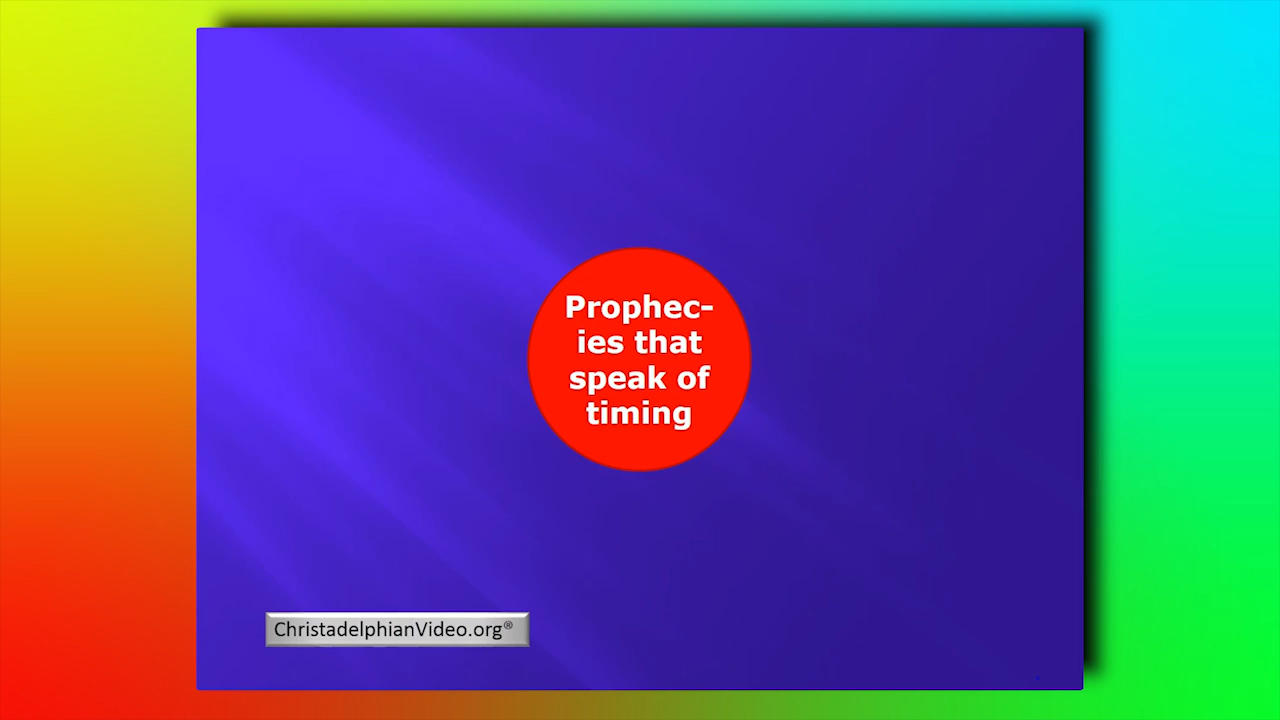 Prophec-
ies that
speak of
timing
ChristadelphianVideo.org®